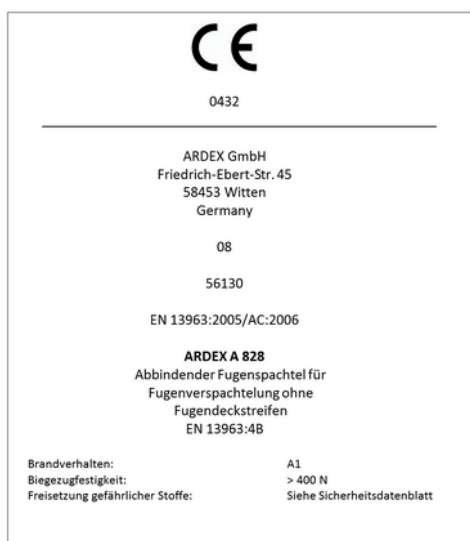 CE
0432
ARDEX GmbH
Friedrich-Ebert-Str. 45
58453 Witten
Germany
08
56130
EN 13963:2005/AC:2006
ARDEX A 828
Abbindender Fugenspachtel für
Fugenverspachtelung ohne
Fugendeckstreifen
EN 13963:4B
Brandverhalten: A1
Biegezugfestigkeit: > 400 N
Freisetzung gefährlicher Stoffe: Siehe Sicherheitsdatenblatt